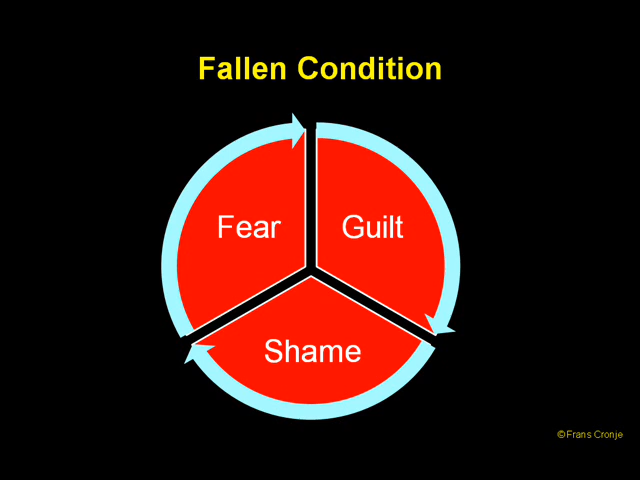 Fallen Condition
Fear
Guilt
Shame
©Frans Cronje